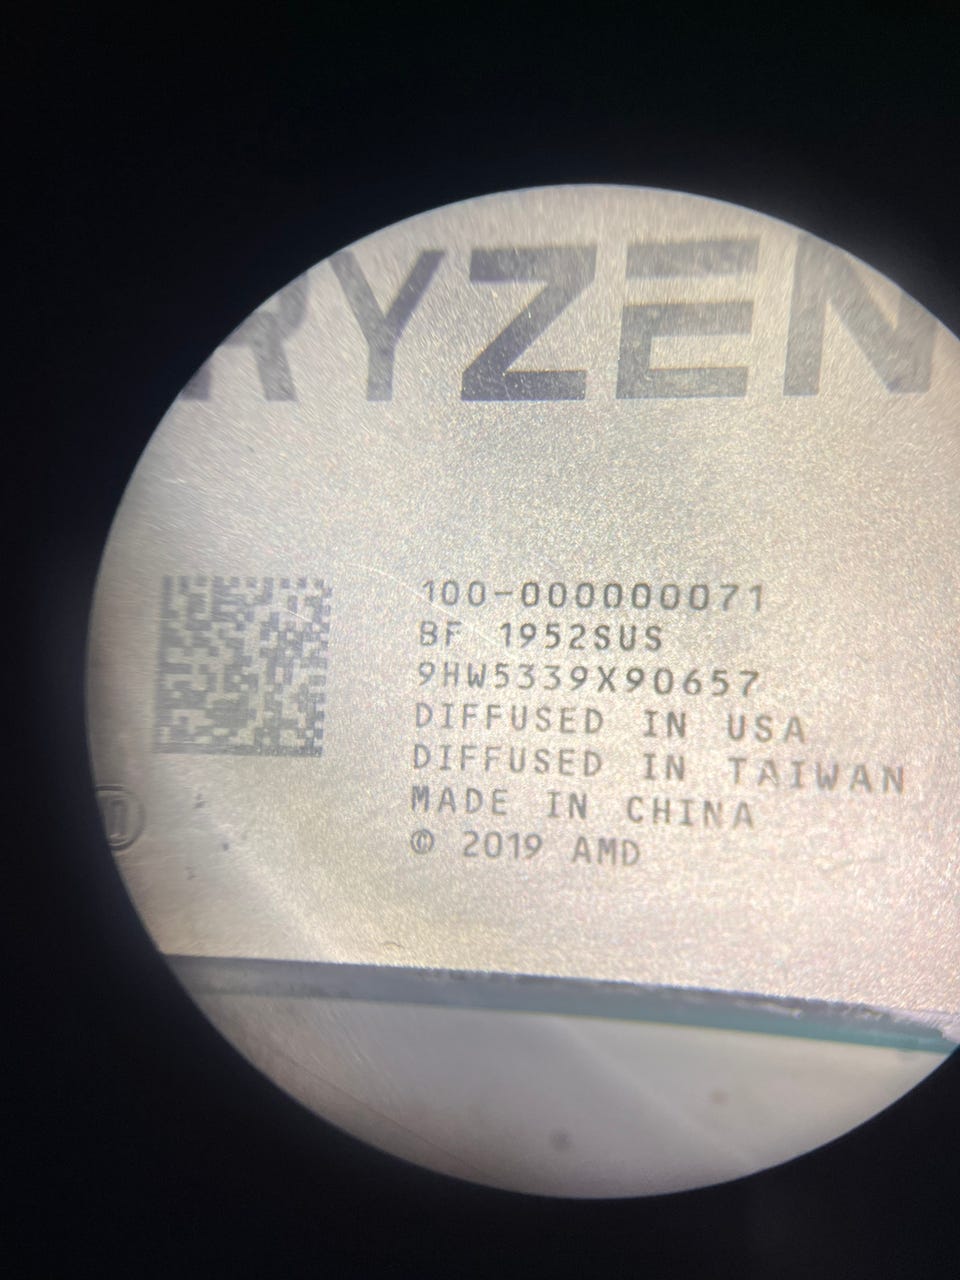 RYZEN
100-000000071
BF 1952SUS
9HW5339X90657
DIFFUSED IN USA
DIFFUSED IN TAIWAN
MADE IN CHINA
© 2019 AMD